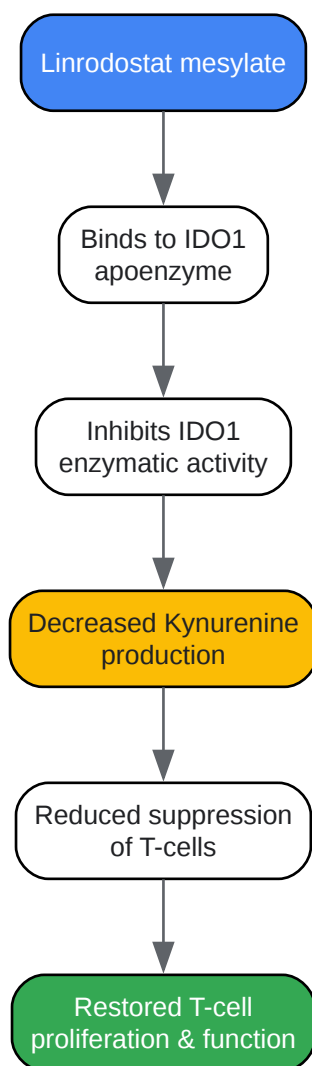 Linrodostat mesylate
Binds to IDO1
apoenzyme
Inhibits IDO1
enzymatic activity
Decreased Kynurenine
production
Reduced suppression
of T-cells
Restored T-cell
proliferation & function